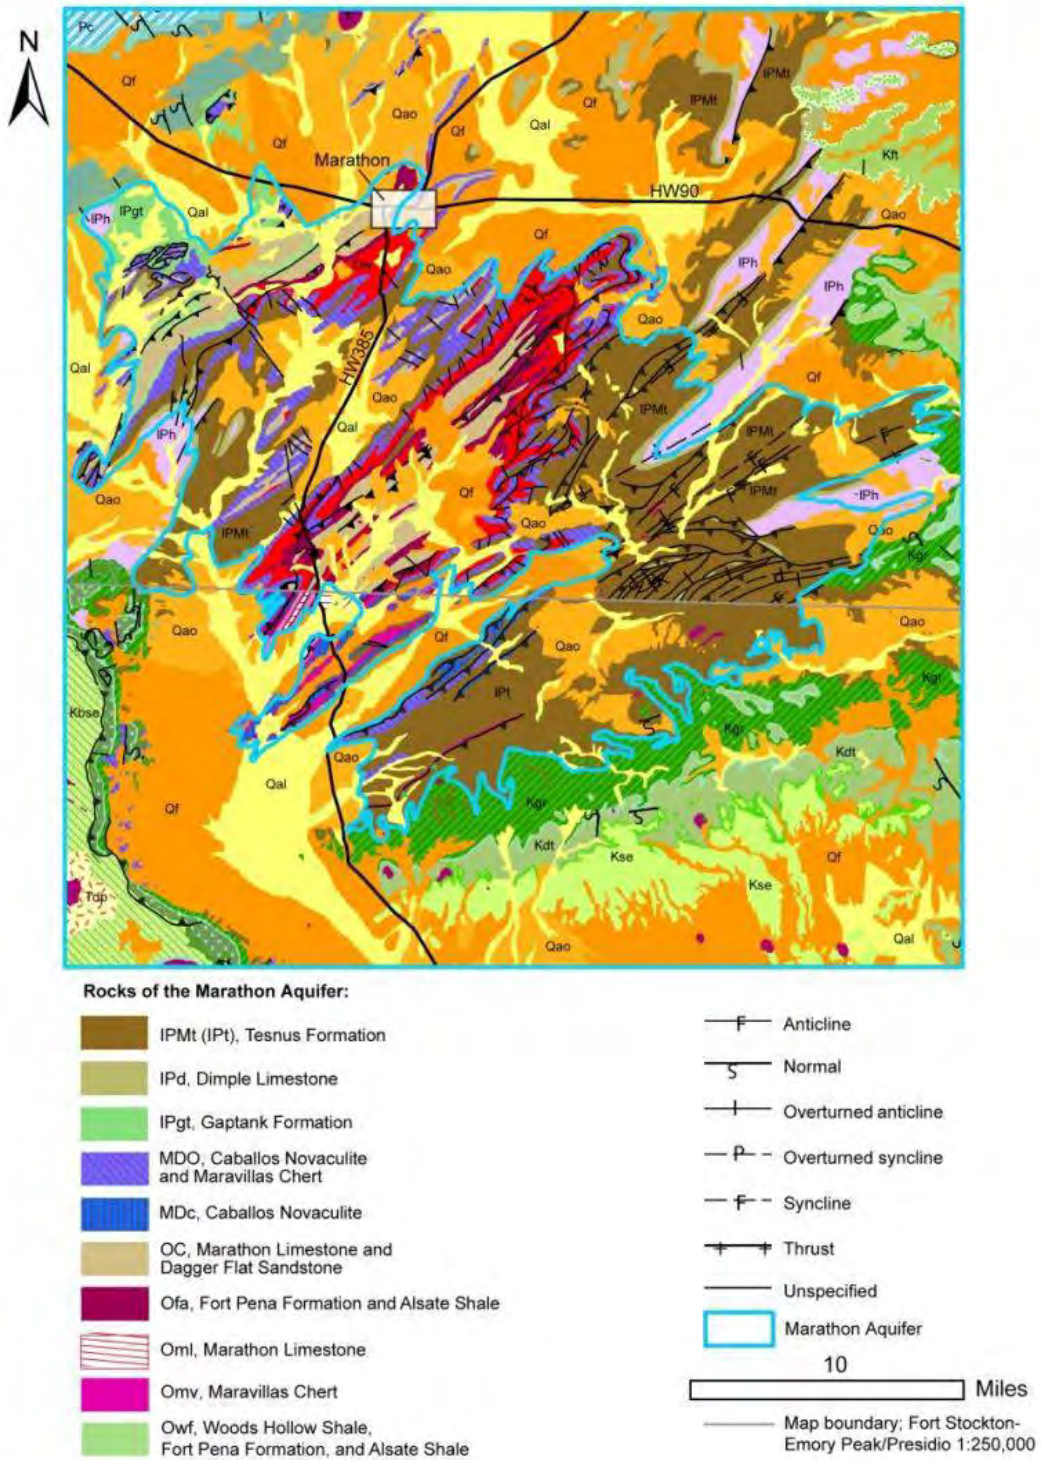 N
Pc
Qf
Qao
Qf
Qf
Qal
Qf
IPMt
IPMt
Kft
Marathon
HW90
IPh
IPgt
Qal
Qf
Qao
Qao
IPh
IPh
Qao
Qal
HW385
Qao
Qal
IPMt
Qf
IPh
IPMt
IPMt
Qao
Qf
IPh
IPMt
Qao
Qao
Kgr
Qao
Qf
Qao
Qao
Kbse
IPt
Kgr
Kgr
Kdt
Qao
Qal
Qf
Kgr
Kdt
Kse
Qf
Kse
Tdp
Qao
Qal
Rocks of the Marathon Aquifer:
IPMt (IPt), Tesnus Formation
IPd, Dimple Limestone
IPgt, Gaptank Formation
MDO, Caballos Novaculite
and Maravillas Chert
MDc, Caballos Novaculite
OC, Marathon Limestone and
Dagger Flat Sandstone
Ofa, Fort Pena Formation and Alsate Shale
Oml, Marathon Limestone
Omv, Maravillas Chert
Owf, Woods Hollow Shale,
Fort Pena Formation, and Alsate Shale
F Anticline
S Normal
Overturned anticline
P Overturned syncline
F Syncline
Thrust
Unspecified
Marathon Aquifer
10
Miles
Map boundary; Fort Stockton-
Emory Peak/Presidio 1:250,000